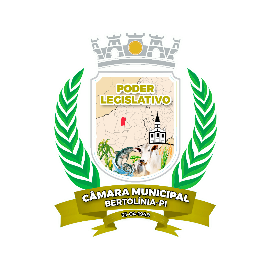 PODER
LEGISLATIVO
CÂMARA MUNICIPAL
BERTOLÍNIA-PI